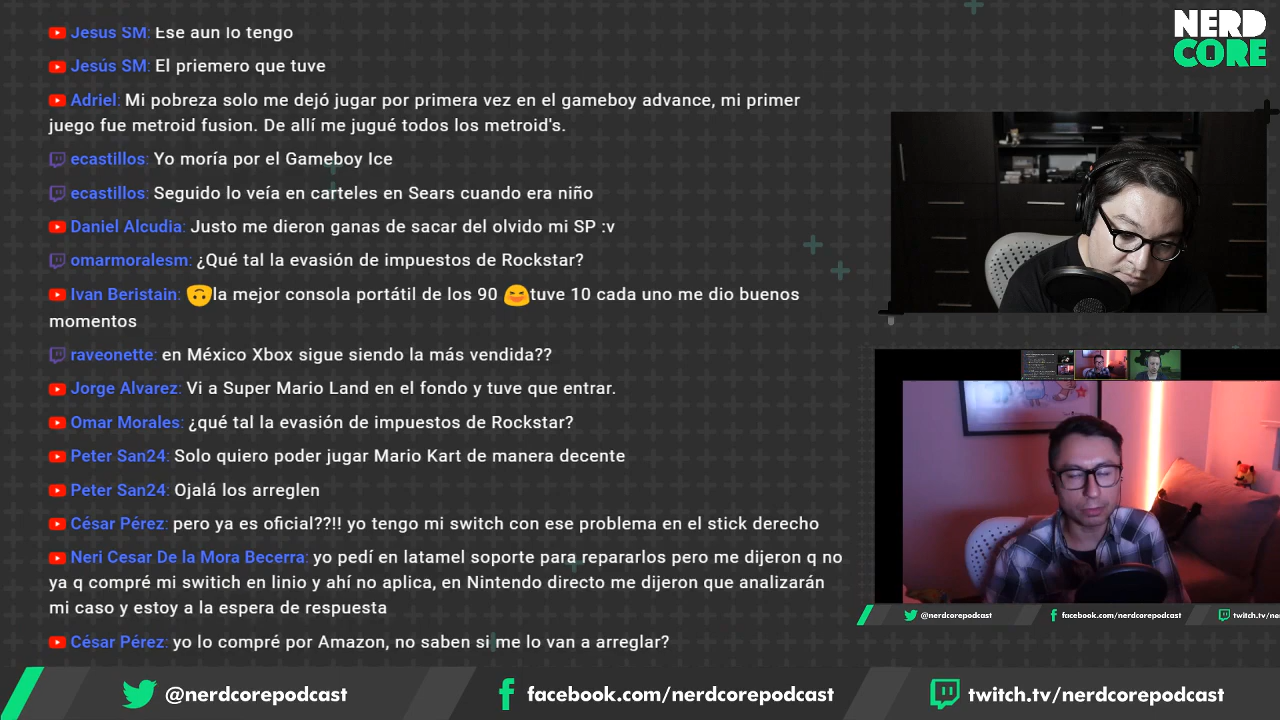 Jesús SM: Ese aun lo tengo
Jesús SM: El priemero que tuve
Adriel: Mi pobreza solo me dejó jugar por primera vez en el gameboy advance, mi primer
juego fue metroid fusion. De allí me jugué todos los metroid's.
ecastillos: Yo moría por el Gameboy Ice
ecastillos: Seguido lo veía en carteles en Sears cuando era niño
Daniel Alcudia: Justo me dieron ganas de sacar del olvido mi SP :v
omarmoralesm: ¿Qué tal la evasión de impuestos de Rockstar?
Ivan Beristain: 🙃la mejor consola portátil de los 90 😆tuve 10 cada uno me dio buenos
momentos
raveonette: en México Xbox sigue siendo la más vendida??
Jorge Alvarez: Vi a Super Mario Land en el fondo y tuve que entrar.
Omar Morales: ¿qué tal la evasión de impuestos de Rockstar?
Peter San24: Solo quiero poder jugar Mario Kart de manera decente
Peter San24: Ojalá los arreglen
César Pérez: pero ya es oficial??!! yo tengo mi switch con ese problema en el stick derecho
Neri Cesar De la Mora Becerra: yo pedí en latamel soporte para repararlos pero me dijeron q no
ya q compré mi switich en linio y ahí no aplica, en Nintendo directo me dijeron que analizarán
mi caso y estoy a la espera de respuesta
César Pérez: yo lo compré por Amazon, no saben si me lo van a arreglar?
NERD
CORE
@nerdcorepodcast
facebook.com/nerdcorepodcast
twitch.tv/ne
@nerdcorepodcast
facebook.com/nerdcorepodcast
twitch.tv/nerdcorepodcast